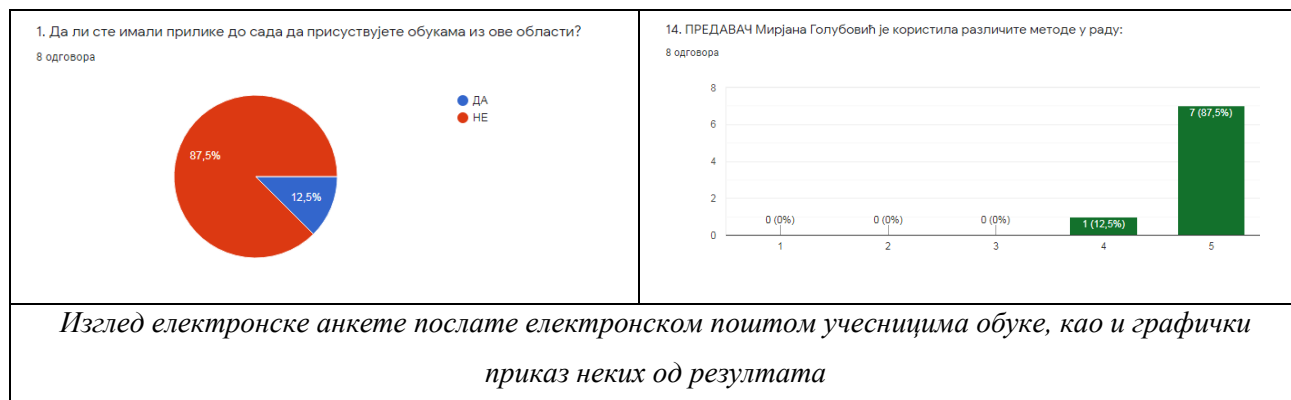 1. Да ли сте имали прилике до сада да присуствујете обукама из ове области?
8 одговора
ДА
НЕ
87,5%
12,5%
14. ПРЕДАВАЧ Мирјана Голубовић је користила различите методе у раду:
8 одговора
8
6
4
2
0
0 (0%)
0 (0%)
0 (0%)
1 (12,5%)
7 (87,5%)
1
2
3
4
5
Изглед електронске анкете послате електронском поштом учесницима обуке, као и графички
приказ неких од резултата